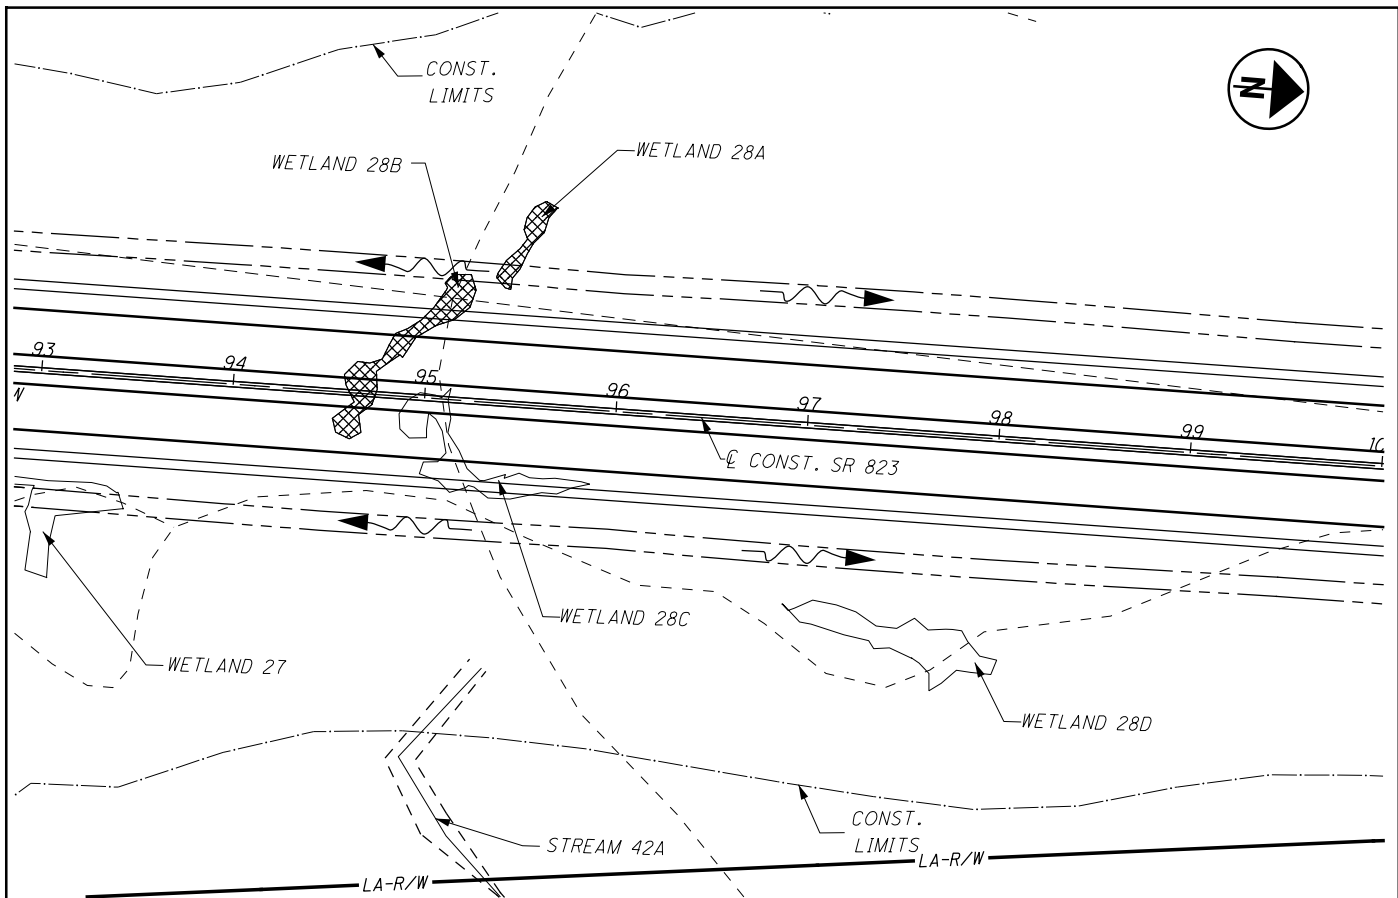 CONST.
LIMITS
N
WETLAND 28B
WETLAND 28A
93
94
95
96
97
98
99
10
N
℄ CONST. SR 823
WETLAND 28C
WETLAND 27
WETLAND 28D
CONST.
LIMITS
STREAM 42A
LA-R/W
LA-R/W